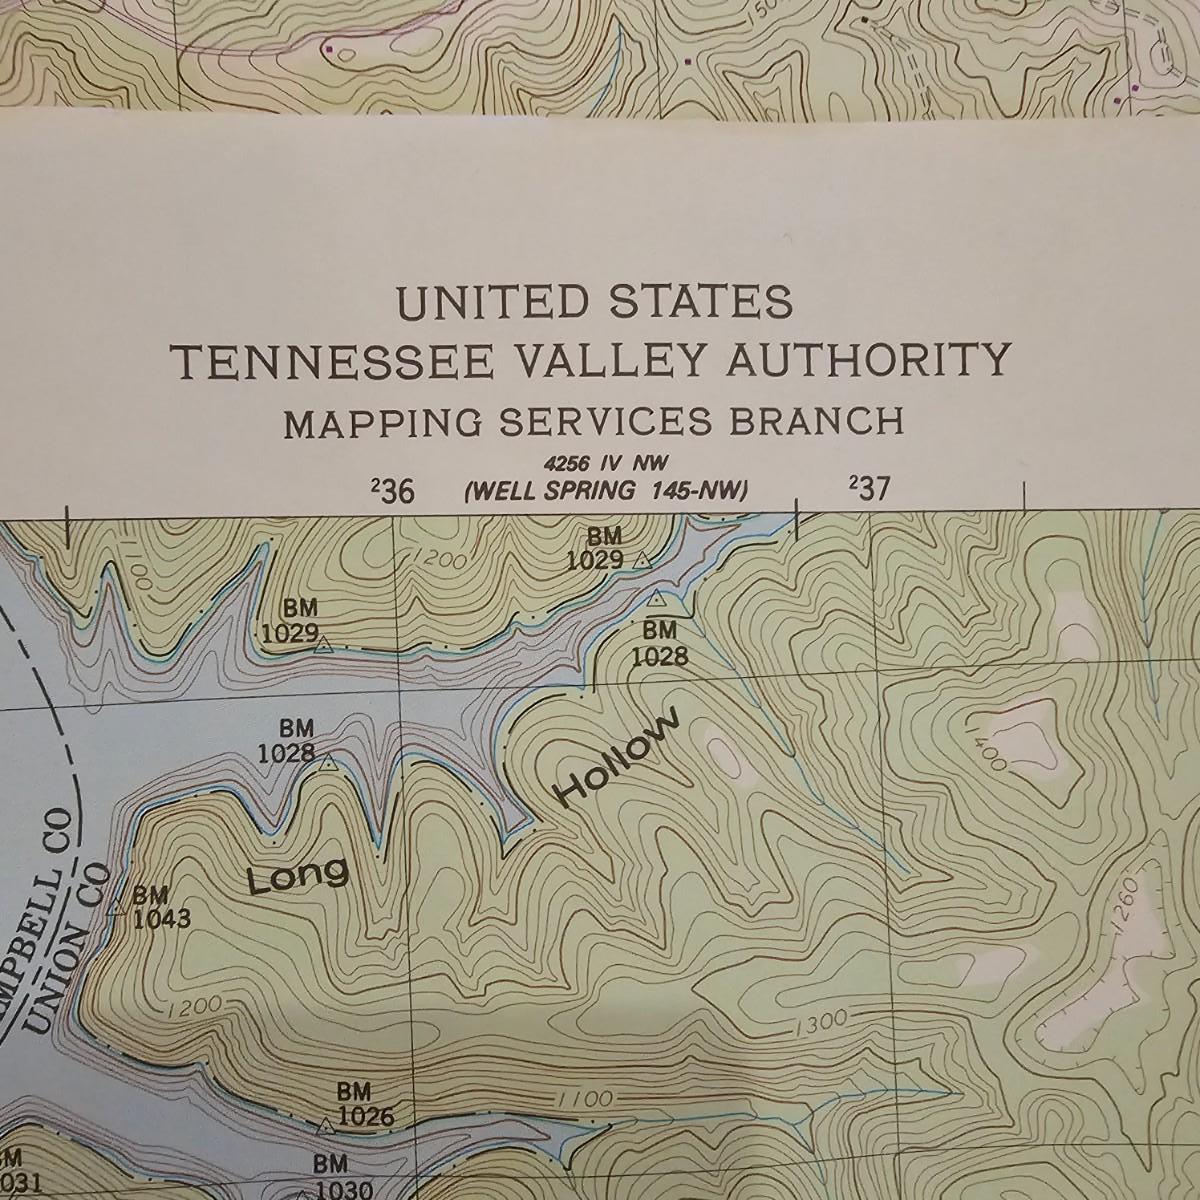 150
UNITED STATES
TENNESSEE VALLEY AUTHORITY
MAPPING SERVICES BRANCH
4256 IV NW
²36 (WELL SPRING 145-NW) ²37
BM
1029
1100
1200
BM
1029
BM
1028
BM
1028
Hollow
1400
Long
BM
1043
MPBELL CO
UNION CO
1260
1200
1300
1100
BM
1026
BM
1030
031